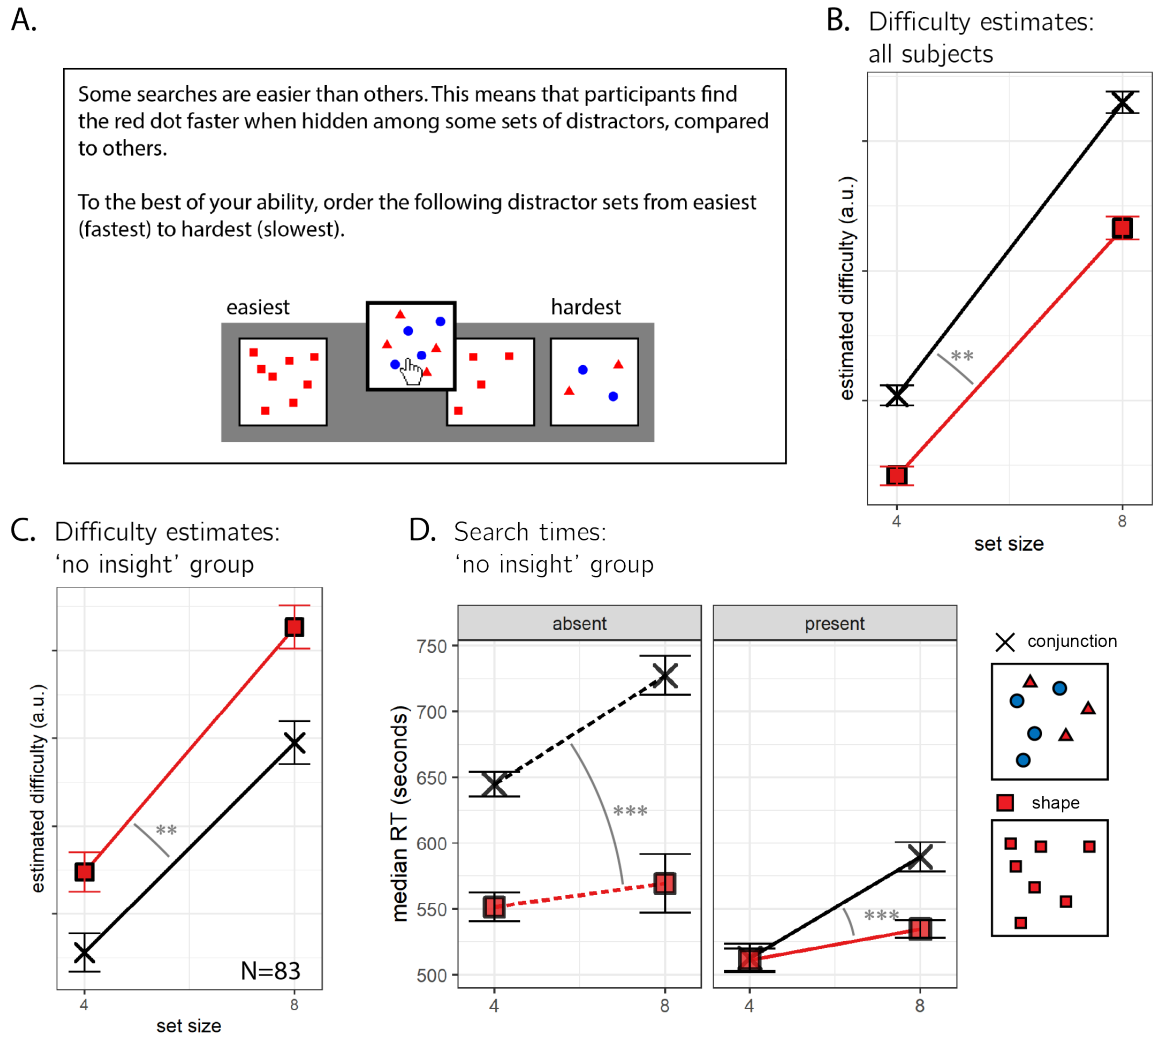 A.
Some searches are easier than others. This means that participants find
the red dot faster when hidden among some sets of distractors, compared
to others.
To the best of your ability, order the following distractor sets from easiest
(fastest) to hardest (slowest).
easiest
hardest
B. Difficulty estimates:
all subjects
estimated difficulty (a.u.)
**
4
8
set size
C. Difficulty estimates:
'no insight' group
estimated difficulty (a.u.)
**
N=83
4
8
set size
D. Search times:
'no insight' group
absent
present
median RT (seconds)
750
700
650
600
550
500
***
***
4
8
4
8
conjunction
shape